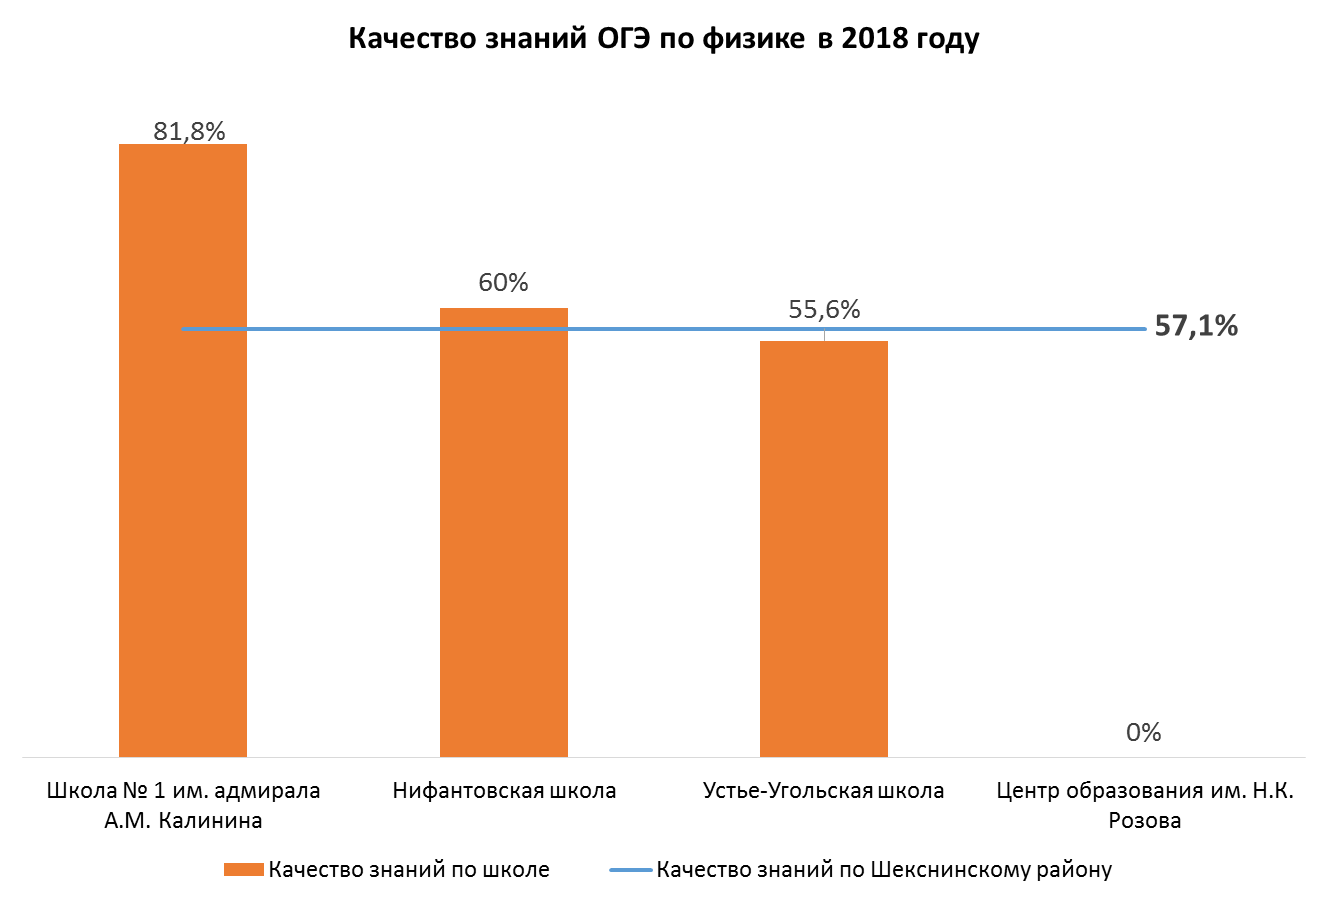 Качество знаний ОГЭ по физике в 2018 году
81,8%
60%
55,6%
57,1%
0%
Школа № 1 им. адмирала
А.М. Калинина
Нифантовская школа
Устье-Угольская школа
Центр образования им. Н.К.
Розова
Качество знаний по школе
Качество знаний по Шекснинскому району